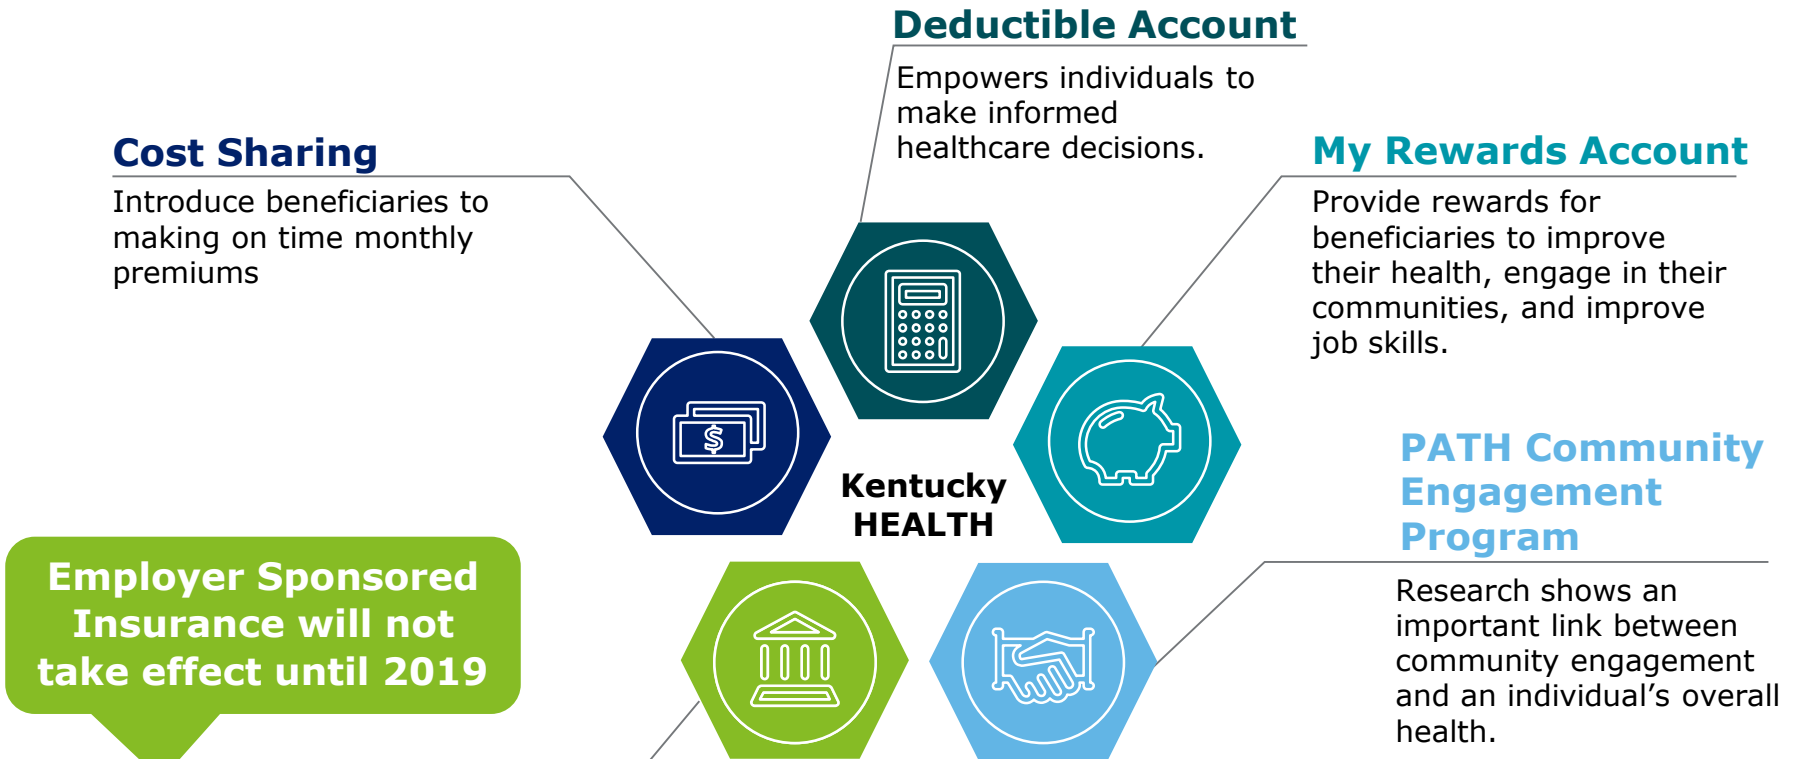 Deductible Account
Empowers individuals to
make informed
healthcare decisions.
Cost Sharing
Introduce beneficiaries to
making on time monthly
premiums
My Rewards Account
Provide rewards for
beneficiaries to improve
their health, engage in their
communities, and improve
job skills.
$
Kentucky
HEALTH
PATH Community
Engagement
Program
Research shows an
important link between
community engagement
and an individual’s overall
health.
Employer Sponsored
Insurance will not
take effect until 2019